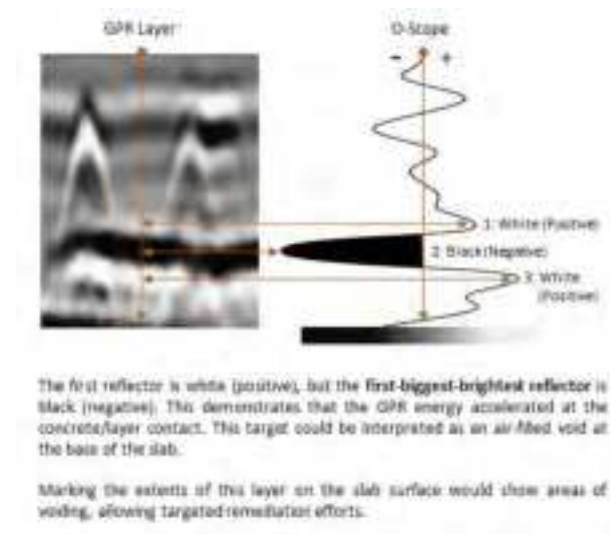 GPR Layer
O-Scope
- +
1: White (Positive)
2: Black (Negative)
3: White
(Positive)
The first reflector is white (positive), but the first-biggest-brightest reflector is
black (negative). This demonstrates that the GPR energy accelerated at the
concrete/layer contact. This target could be interpreted as an air-filled void at
the base of the slab.
Marking the extents of this layer on the slab surface would show areas of
voiding, allowing targeted remediation efforts.